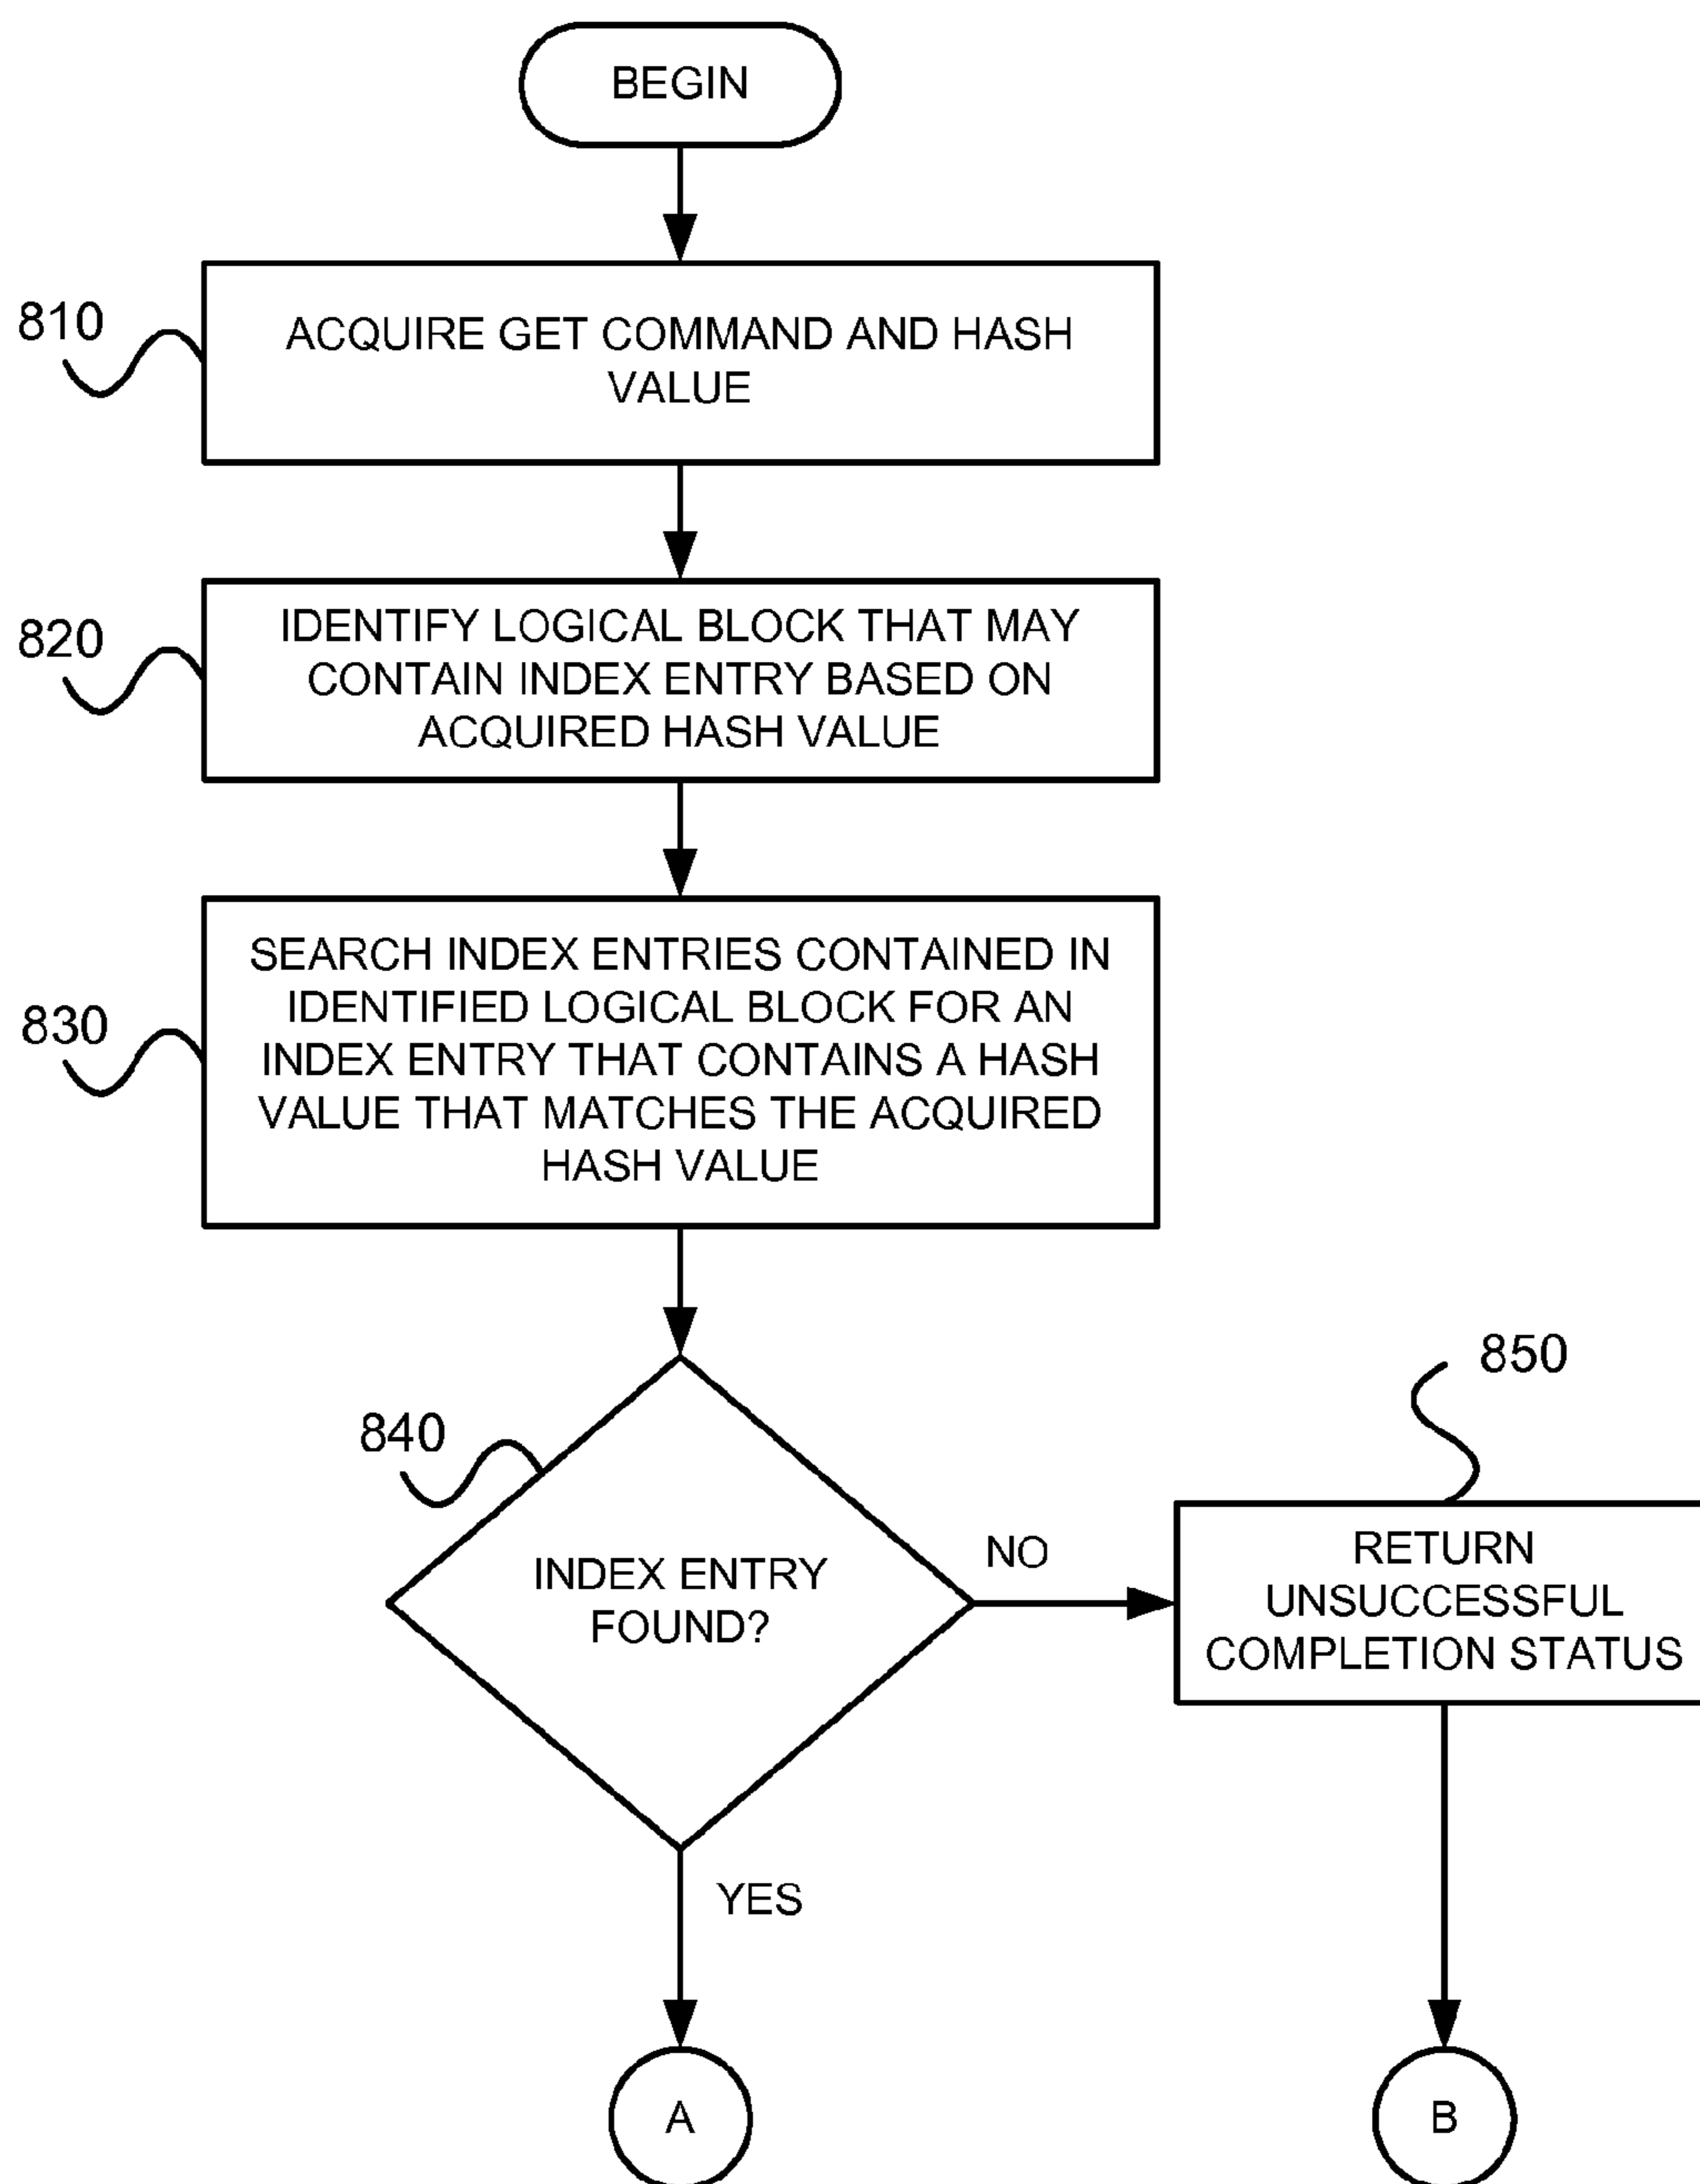 BEGIN
810
ACQUIRE GET COMMAND AND HASH
VALUE
820
IDENTIFY LOGICAL BLOCK THAT MAY
CONTAIN INDEX ENTRY BASED ON
ACQUIRED HASH VALUE
830
SEARCH INDEX ENTRIES CONTAINED IN
IDENTIFIED LOGICAL BLOCK FOR AN
INDEX ENTRY THAT CONTAINS A HASH
VALUE THAT MATCHES THE ACQUIRED
HASH VALUE
840
INDEX ENTRY
FOUND?
NO
850
RETURN
UNSUCCESSFUL
COMPLETION STATUS
YES
A
B